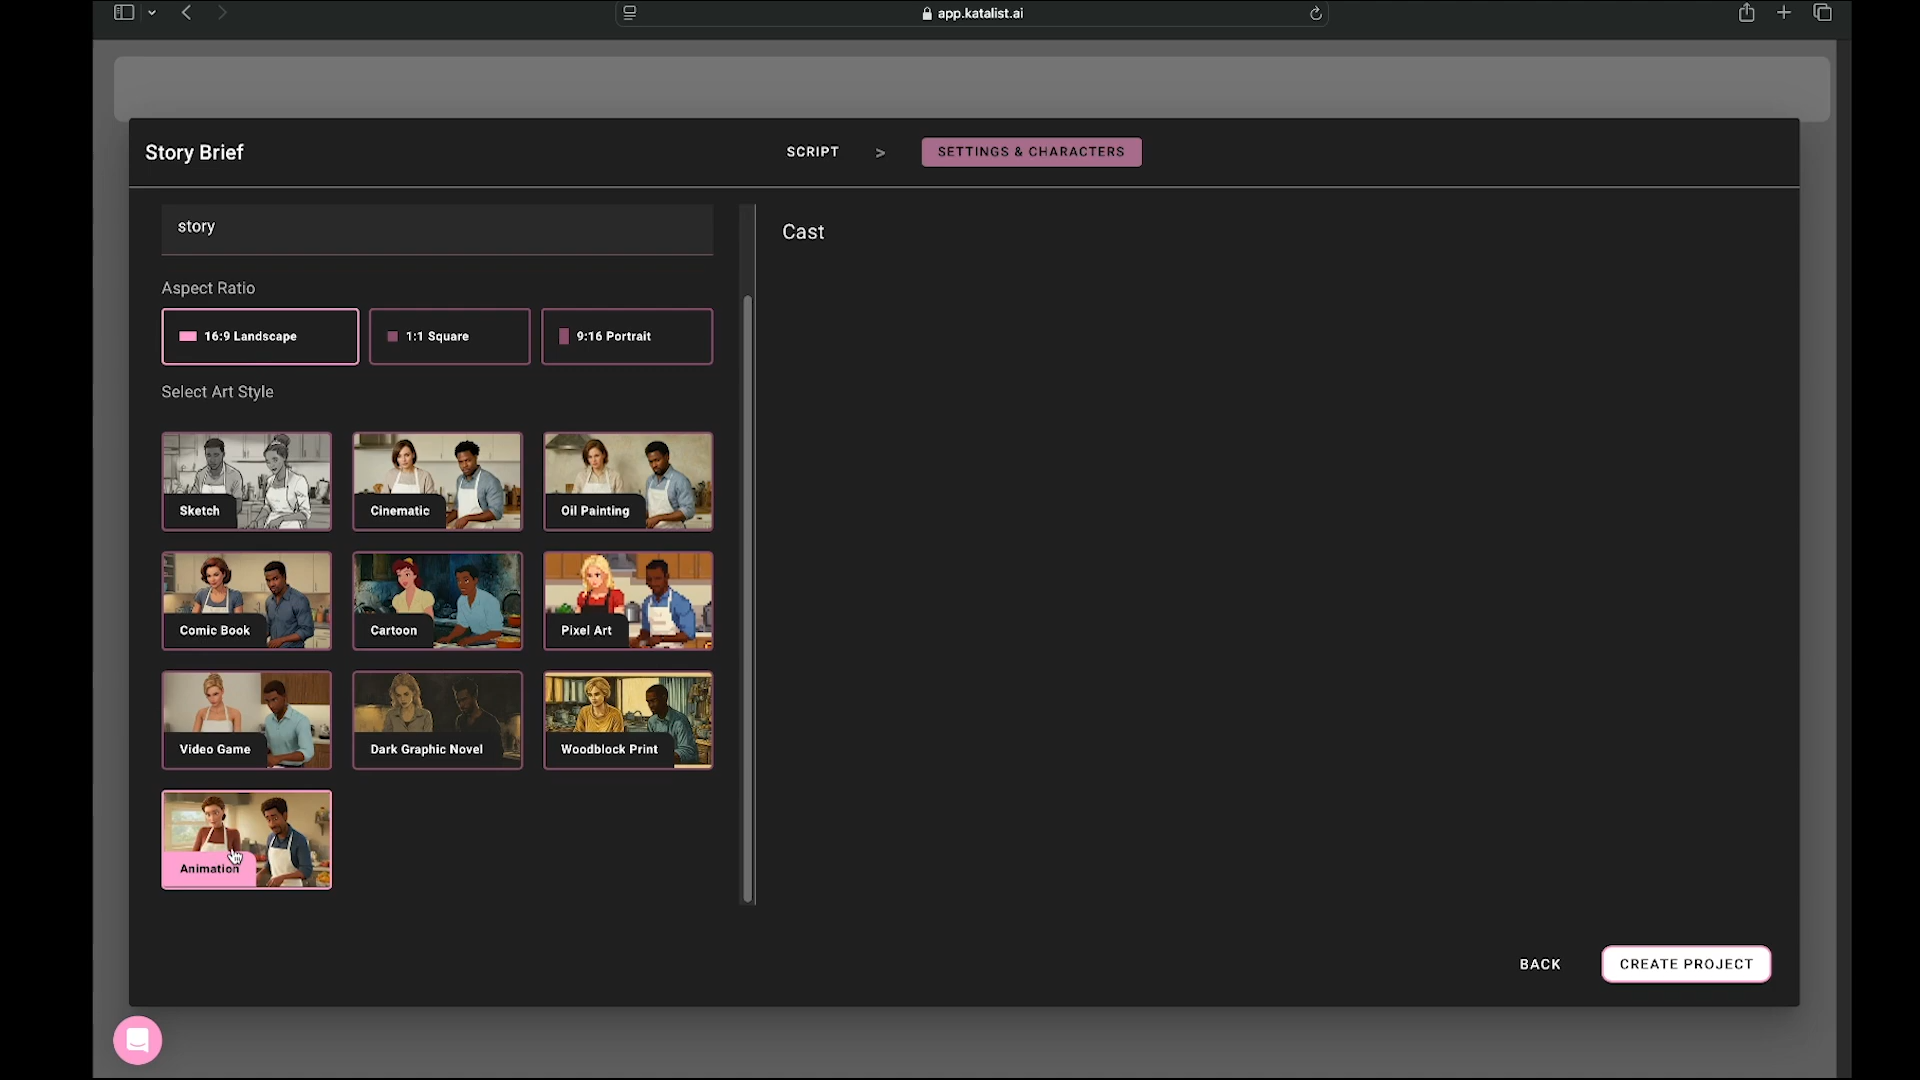 app.katalist.ai
Story Brief
SCRIPT > SETTINGS & CHARACTERS
story
Cast
Aspect Ratio
16:9 Landscape
1:1 Square
9:16 Portrait
Select Art Style
Sketch
Cinematic
Oil Painting
Comic Book
Cartoon
Pixel Art
Video Game
Dark Graphic Novel
Woodblock Print
Animation
BACK
CREATE PROJECT